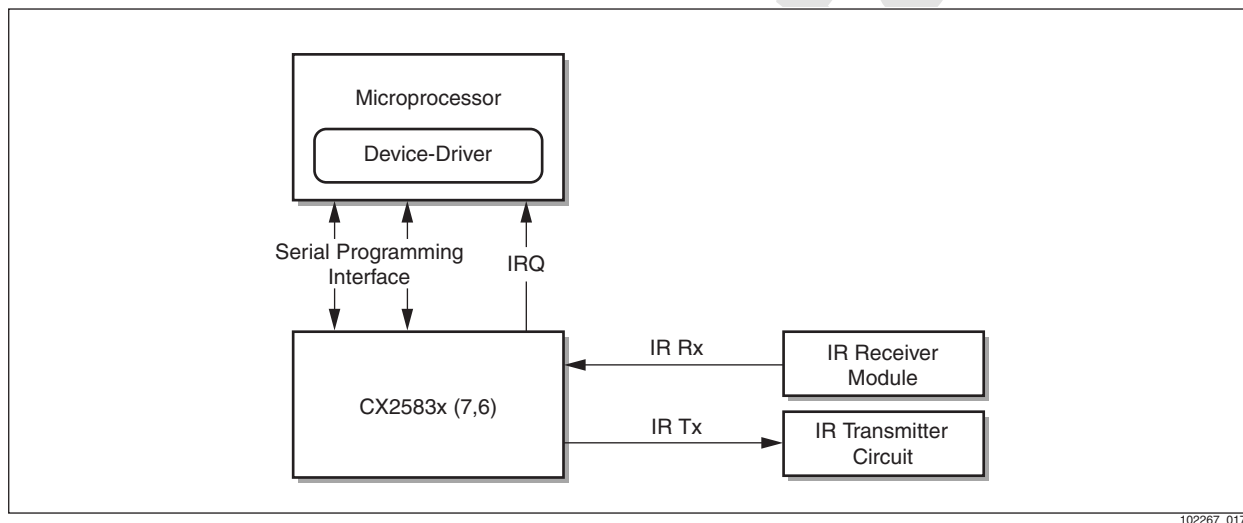 Microprocessor
Device-Driver
Serial Programming
Interface
IRQ
CX2583x (7,6)
IR Rx
IR Receiver
Module
IR Tx
IR Transmitter
Circuit
102267_017